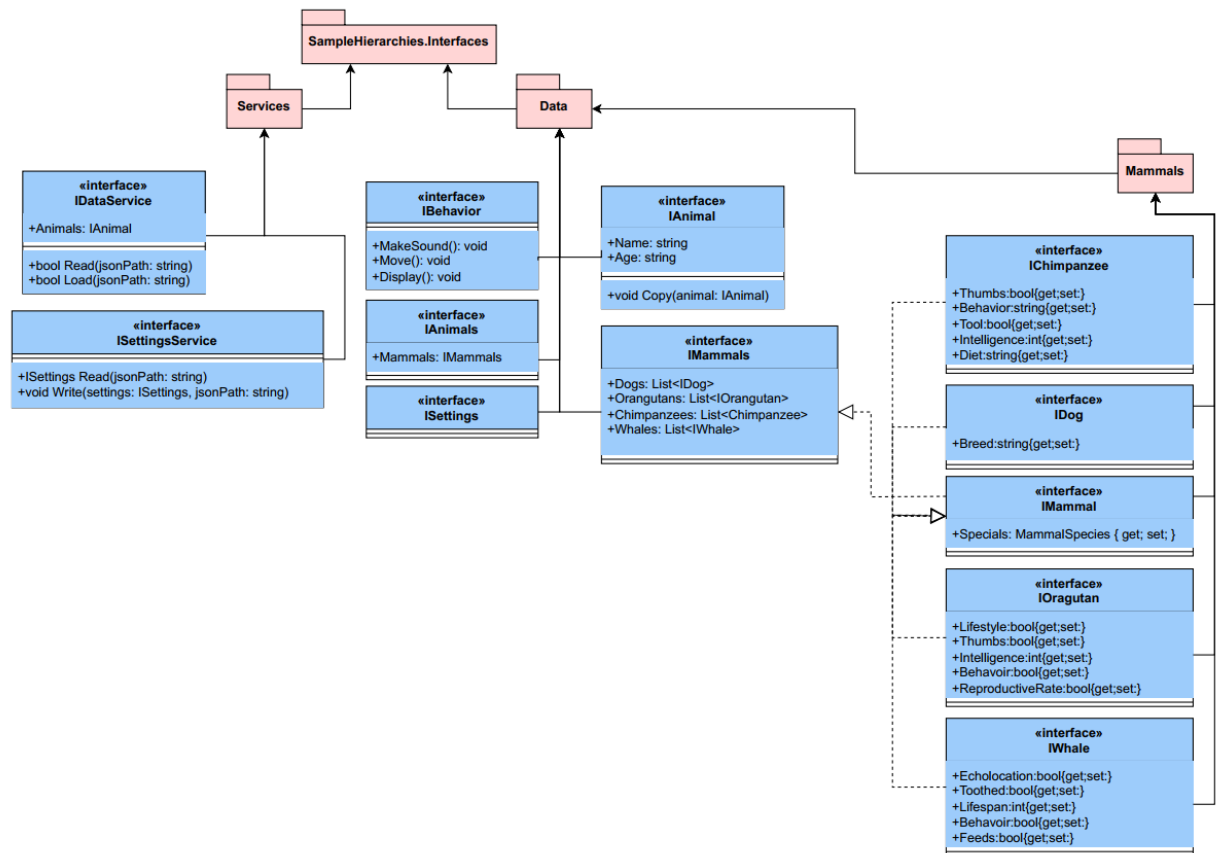 SampleHierarchies.Interfaces
Services
Data
Mammals
«interface»
IDataService
+Animals: IAnimal
+bool Read(jsonPath: string)
+bool Load(jsonPath: string)
«interface»
ISettingsService
+ISettings Read(jsonPath: string)
+void Write(settings: ISettings, jsonPath: string)
«interface»
IBehavior
+MakeSound(): void
+Move(): void
+Display(): void
«interface»
IAnimals
+Mammals: IMammals
«interface»
ISettings
«interface»
IAnimal
+Name: string
+Age: string
+void Copy(animal: IAnimal)
«interface»
IMammals
+Dogs: List<IDog>
+Orangutans: List<IOrangutan>
+Chimpanzees: List<Chimpanzee>
+Whales: List<IWhale>
«interface»
IChimpanzee
+Thumbs:bool{get;set:}
+Behavior:string{get;set:}
+Tool:bool{get;set:}
+Intelligence:int{get;set:}
+Diet:string{get;set:}
«interface»
IDog
+Breed:string{get;set:}
«interface»
IMammal
+Specials: MammalSpecies { get; set; }
«interface»
IOragutan
+Lifestyle:bool{get;set:}
+Thumbs:bool{get;set:}
+Intelligence:int{get;set:}
+Behavoir:bool{get;set:}
+ReproductiveRate:bool{get;set:}
«interface»
IWhale
+Echolocation:bool{get;set:}
+Toothed:bool{get;set:}
+Lifespan:int{get;set:}
+Behavoir:bool{get;set:}
+Feeds:bool{get;set:}